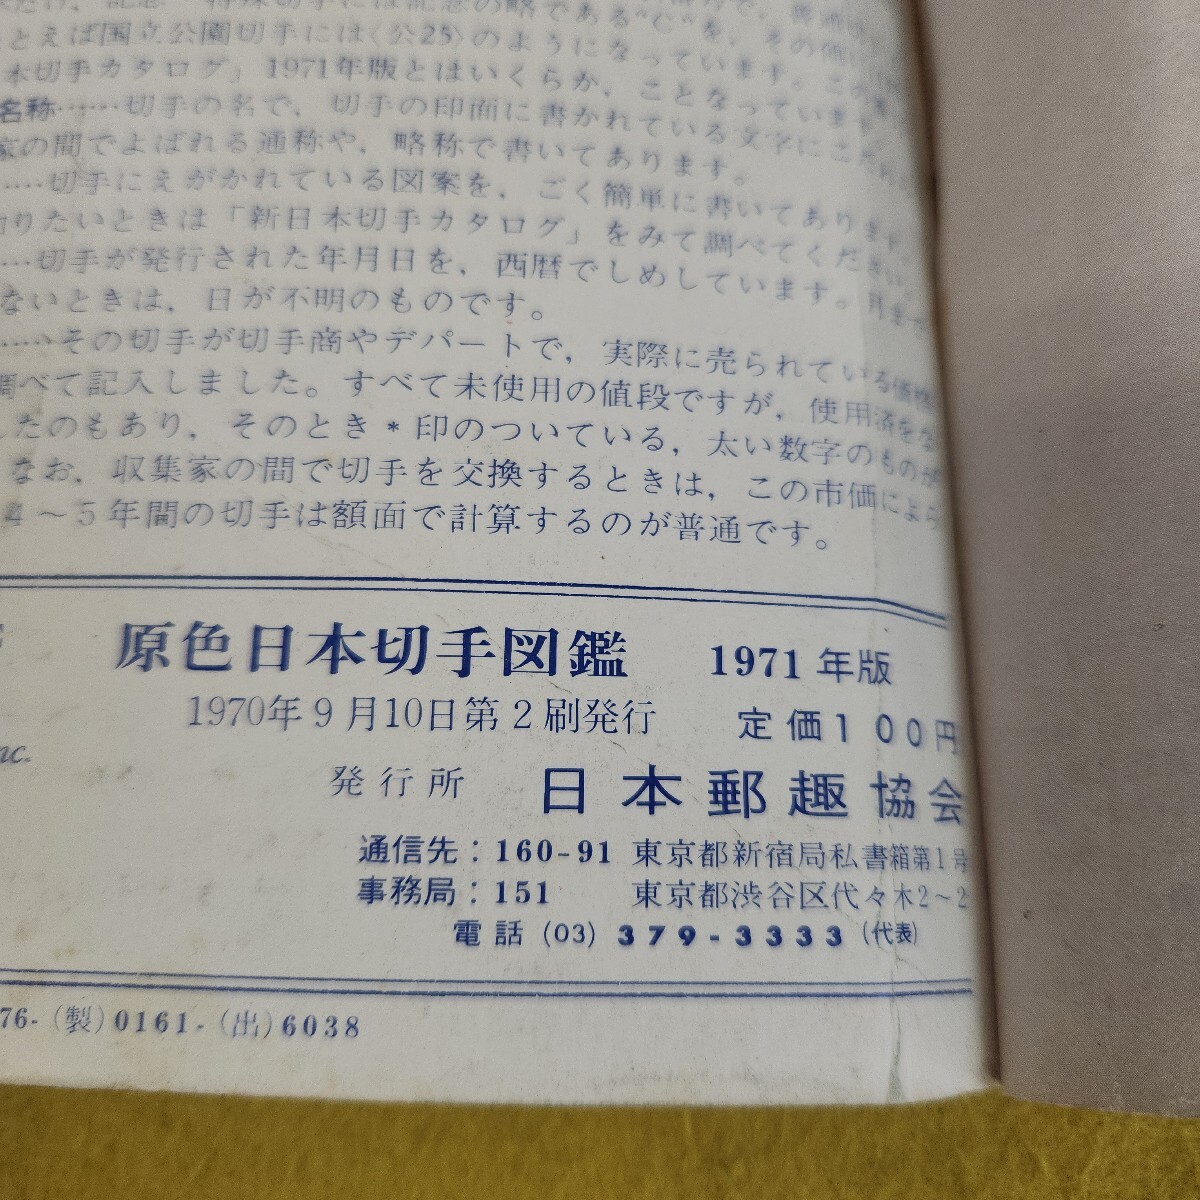 とえば国立公園切手には〈公25〉のようになっています。
本切手カタログ」1971年版とはいくらか、ことなっています
名称……切手の名で、切手の印面に書かれている文字に
家の間でよばれる通称や、略称で書いてあります。
……切手にえがかれている図案を、ごく簡単に書いてあります。
りたいときは「新日本切手カタログ」をみて調べてください。
…切手が発行された年月日を、西暦でしめしています。月
ないときは、日が不明のものです。
……その切手が切手商やデパートで、実際に売られている価格
調べて記入しました。すべて未使用の値段ですが、使用済をな
したのもあり、そのとき*印のついている、太い数字のものが
なお、収集家の間で切手を交換するときは、この市価によら
4〜5年間の切手は額面で計算するのが普通です。
原色日本切手図鑑 1971年版
1970年9月10日第2刷発行 定価100円
nc.
発行所 日本郵趣協会
通信先:160-91 東京都新宿局私書箱第1号
事務局:151 東京都渋谷区代々木2〜2
電話 (03) 379-3333 (代表)
76-(製)0161-(出)6038